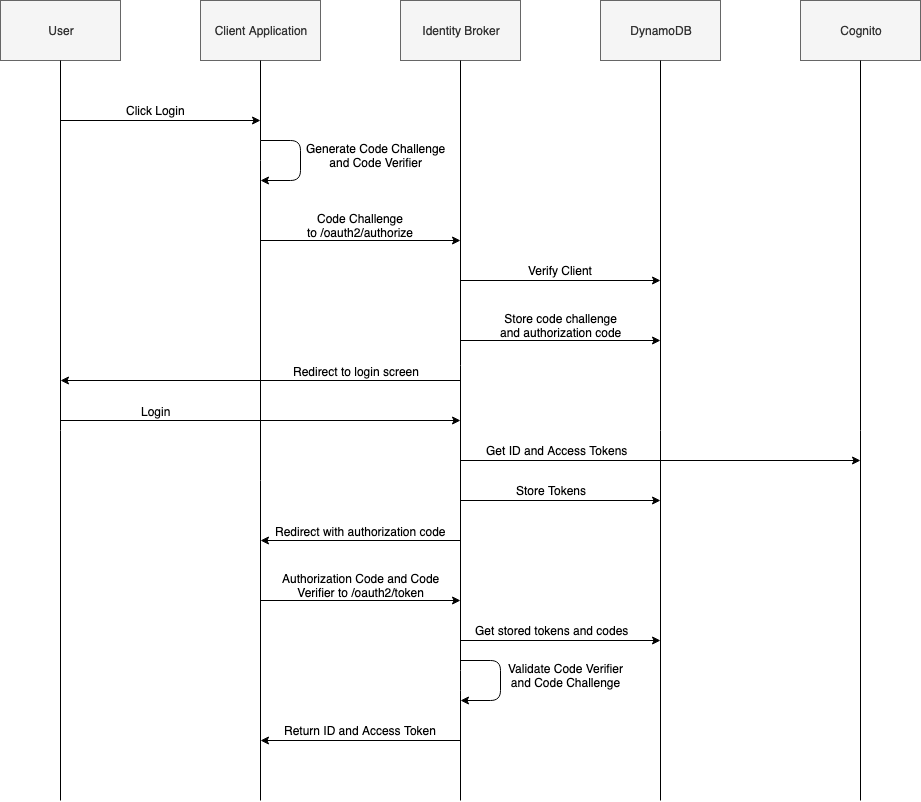 User
Client Application
Identity Broker
DynamoDB
Cognito
Click Login
Generate Code Challenge
and Code Verifier
Code Challenge
to /oauth2/authorize
Verify Client
Store code challenge
and authorization code
Redirect to login screen
Login
Get ID and Access Tokens
Store Tokens
Redirect with authorization code
Authorization Code and Code
Verifier to /oauth2/token
Get stored tokens and codes
Validate Code Verifier
and Code Challenge
Return ID and Access Token